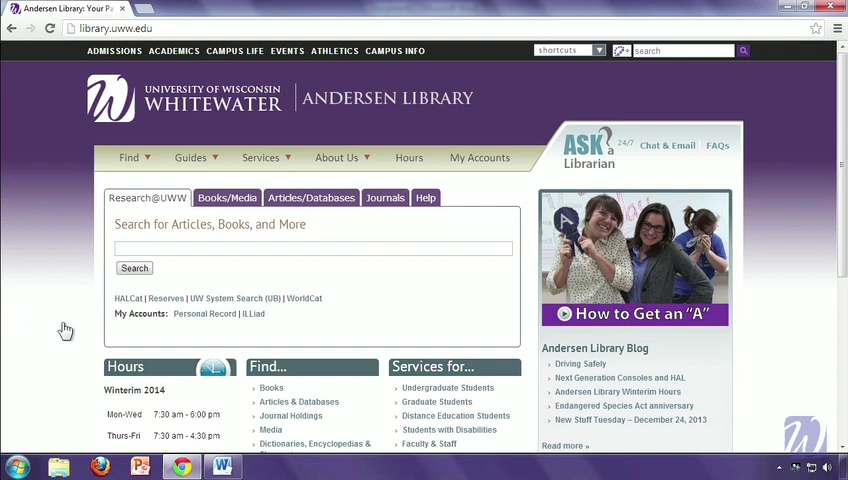 Andersen Library: Your Pa
library.uww.edu
ADMISSIONS ACADEMICS CAMPUS LIFE EVENTS ATHLETICS CAMPUS INFO
shortcuts
search
UNIVERSITY OF WISCONSIN
WHITEWATER
ANDERSEN LIBRARY
ASK a Librarian
24/7 Chat & Email FAQs
Find Guides Services About Us Hours My Accounts
Research@UWW Books/Media Articles/Databases Journals Help
Search for Articles, Books, and More
Search
HALCat | Reserves | UW System Search (UB) | WorldCat
My Accounts: Personal Record | ILLiad
A
How to Get an "A"
Hours
Winterim 2014
Mon-Wed 7:30 am - 6:00 pm
Thurs-Fri 7:30 am - 4:30 pm
Find...
Books
Articles & Databases
Journal Holdings
Media
Dictionaries, Encyclopedias &
Services for...
Undergraduate Students
Graduate Students
Distance Education Students
Students with Disabilities
Faculty & Staff
Andersen Library Blog
Driving Safely
Next Generation Consoles and HAL
Andersen Library Winterim Hours
Endangered Species Act anniversary
New Stuff Tuesday – December 24, 2013
Read more »